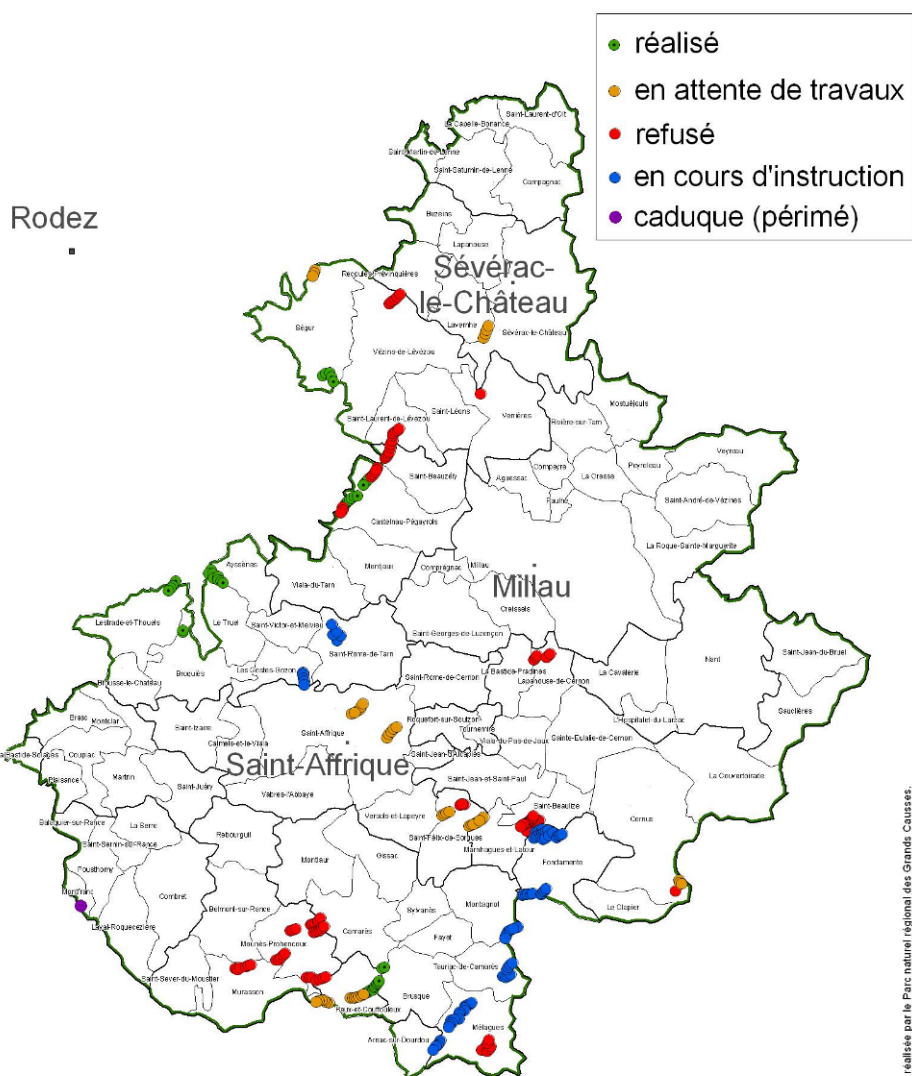 réalisé
en attente de travaux
refusé
en cours d'instruction
caduque (périmé)
Rodez
Saint-Laurent-d'Olt
La Capelle-Bonance
Saint-Saturnin-de-Lenne
Campagnac
Buzeins
Lapanouse
Sévérac-
le-Château
Ségur
Lavernhe
Sévérac-le-Château
Vézins-de-Lévézou
Mostuéjouls
Saint-Léons
Saint-Laurent-de-Lévézou
Verrières
Rivière-sur-Tarn
Veyreau
Compeyre
Peyreleau
Saint-Beauzély
Aguessac
La Cresse
Paulhe
Saint-André-de-Vézines
Castelnau-Pégayrols
La Roque-Sainte-Marguerite
Ayssènes
Montjaux
Comprégnac
Millau
Viala-du-Tarn
Millau
Creissels
Lestrade-et-Thouels
Le Truel
Saint-Victor-et-Melvieu
Saint-Georges-de-Luzençon
Saint-Rome-de-Tarn
Saint-Jean-du-Bruel
Nant
Broquiès
Les Costes-Gozon
La Bastide-Pradines
La Cavalerie
Saint-Rome-de-Cernon
Lapanouse-de-Cernon
Brousse-le-Chateau
Sauclières
Brasc
Montclar
Saint-Izaire
Roquefort-sur-Soulzon
L'Hospitalet-du-Larzac
Saint-Affrique
Tournemire
Calmels-et-le-Viala
Viala-du-Pas-de-Jaux
Sainte-Eulalie-de-Cernon
Coupiac
Saint-Jean-d'Alcapiès
Saint-Affrique
Plaisance
Martrin
Saint-Juéry
Saint-Jean-et-Saint-Paul
La Couvertoirade
Vabres-l'Abbaye
Saint-Beaulize
Balaguier-sur-Rance
La Serre
Versols-et-Lapeyre
Cornus
Rebourguil
Saint-Félix-de-Sorgues
Saint-Sernin-sur-Rance
Marnhagues-et-Latour
Gissac
Fondamente
Montlaur
Pousthomy
Montfranc
Combret
Montagnol
Belmont-sur-Rance
Sylvanès
Le Clapier
Laval-Roquecezière
Camarès
Fayet
Mounès-Prohencoux
Tauriac-de-Camarès
Saint-Sever-du-Moustier
Murasson
Brusque
Peux-et-Couffouleux
Mélagues
Arnac-sur-Dourdou
réalisée par le Parc naturel régional des Grands Causses,